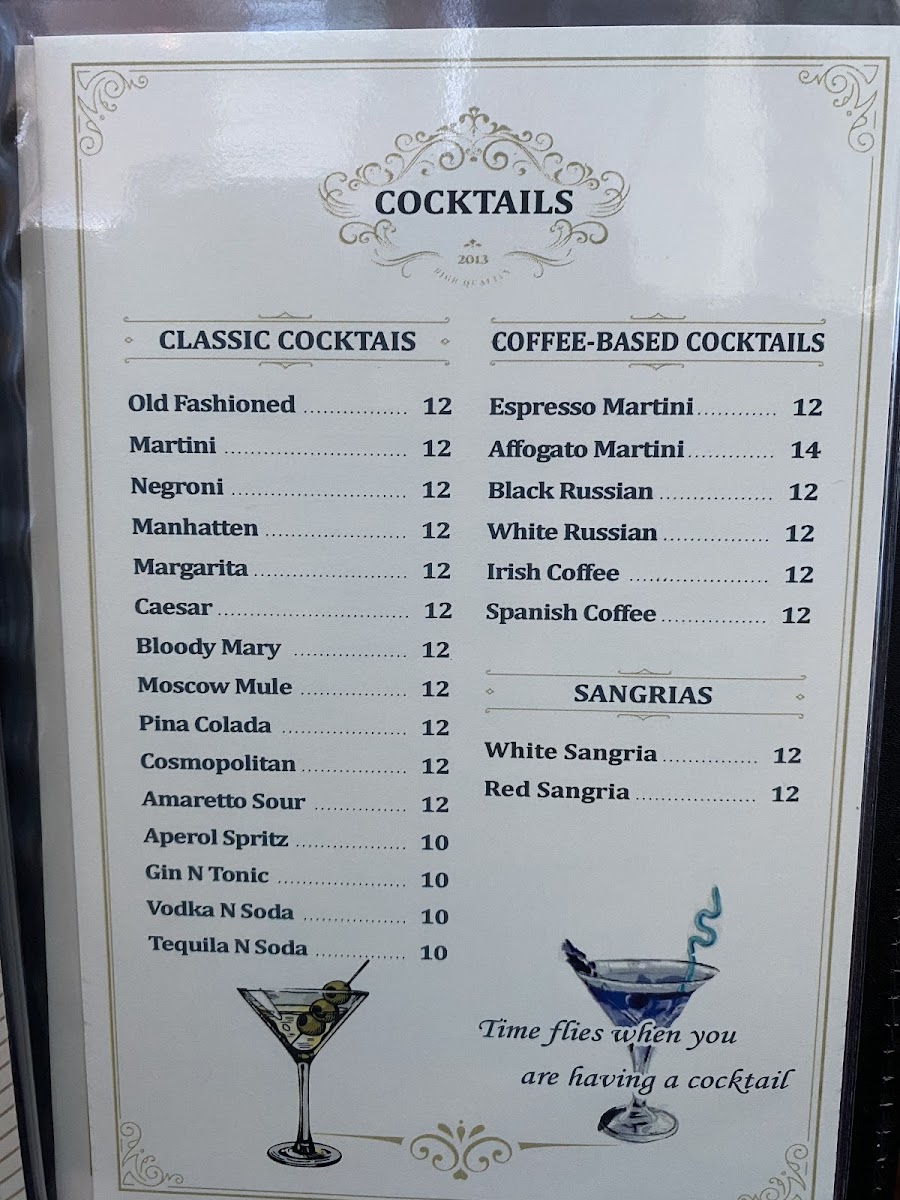 COCKTAILS
2013
HIGH QUALITY
CLASSIC COCKTAIS
Old Fashioned ............... 12
Martini ............... 12
Negroni ............... 12
Manhatten ............... 12
Margarita ............... 12
Caesar ............... 12
Bloody Mary ............... 12
Moscow Mule ............... 12
Pina Colada ............... 12
Cosmopolitan ............... 12
Amaretto Sour ............... 12
Aperol Spritz ............... 10
Gin N Tonic ............... 10
Vodka N Soda ............... 10
Tequila N Soda ............... 10
COFFEE-BASED COCKTAILS
Espresso Martini ............... 12
Affogato Martini ............... 14
Black Russian ............... 12
White Russian ............... 12
Irish Coffee ............... 12
Spanish Coffee ............... 12
SANGRIAS
White Sangria ............... 12
Red Sangria ............... 12
Time flies when you
are having a cocktail